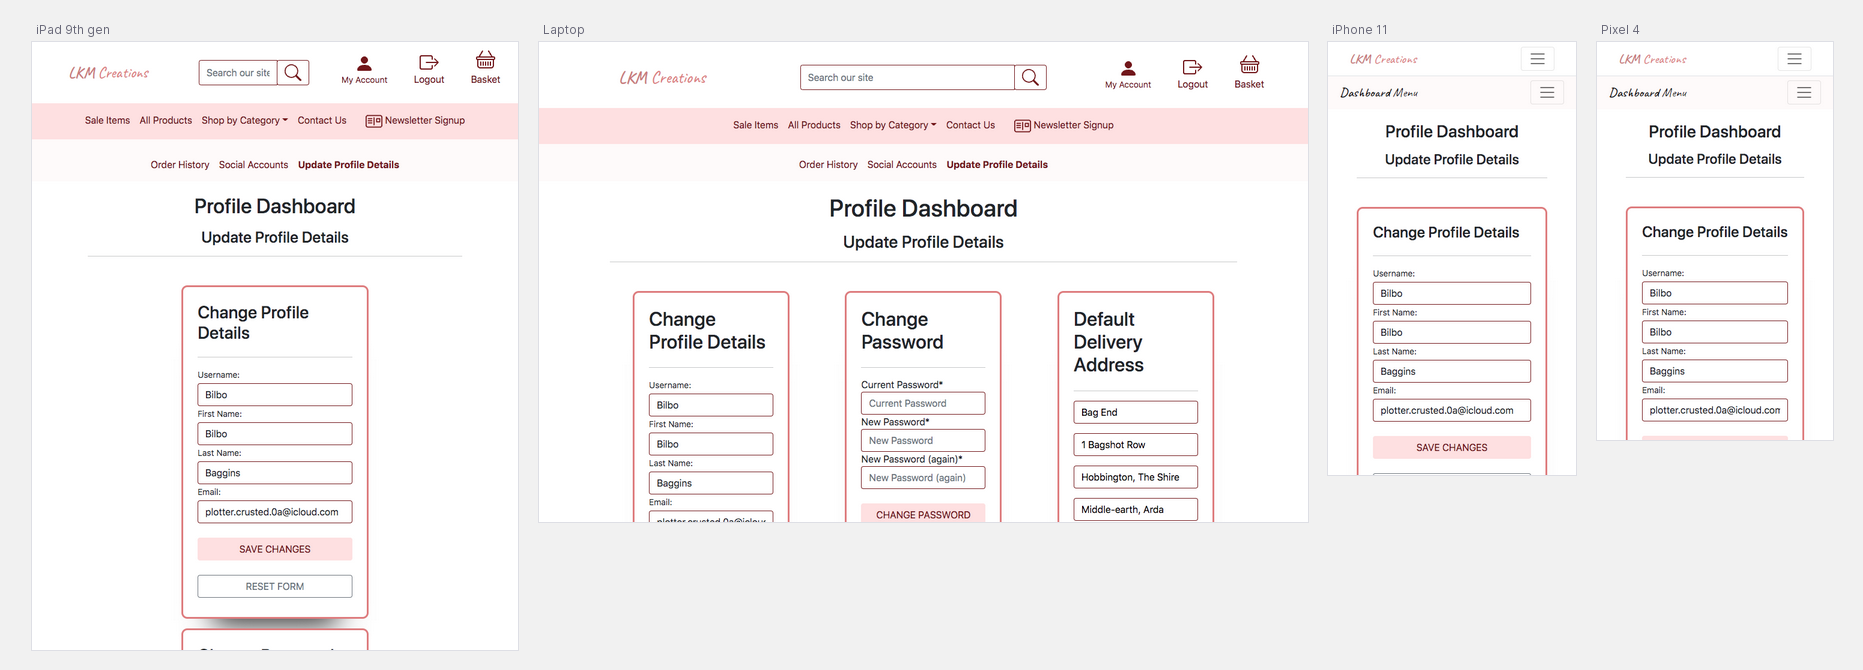 iPad 9th gen
LKM Creations
Search our site
My Account
Logout
Basket
Sale Items
All Products
Shop by Category
Contact Us
Newsletter Signup
Order History
Social Accounts
Update Profile Details
Profile Dashboard
Update Profile Details
Change Profile
Details
Username:
Bilbo
First Name:
Bilbo
Last Name:
Baggins
Email:
plotter.crusted.0a@icloud.com
SAVE CHANGES
RESET FORM
Laptop
LKM Creations
Search our site
My Account
Logout
Basket
Sale Items
All Products
Shop by Category
Contact Us
Newsletter Signup
Order History
Social Accounts
Update Profile Details
Profile Dashboard
Update Profile Details
Change
Profile Details
Username:
Bilbo
First Name:
Bilbo
Last Name:
Baggins
Email:
Change
Password
Current Password*
Current Password
New Password*
New Password
New Password (again)*
New Password (again)
CHANGE PASSWORD
Default
Delivery
Address
Bag End
1 Bagshot Row
Hobbington, The Shire
Middle-earth, Arda
iPhone 11
LKM Creations
Dashboard Menu
Profile Dashboard
Update Profile Details
Change Profile Details
Username:
Bilbo
First Name:
Bilbo
Last Name:
Baggins
Email:
plotter.crusted.0a@icloud.com
SAVE CHANGES
Pixel 4
LKM Creations
Dashboard Menu
Profile Dashboard
Update Profile Details
Change Profile Details
Username:
Bilbo
First Name:
Bilbo
Last Name:
Baggins
Email:
plotter.crusted.0a@icloud.com